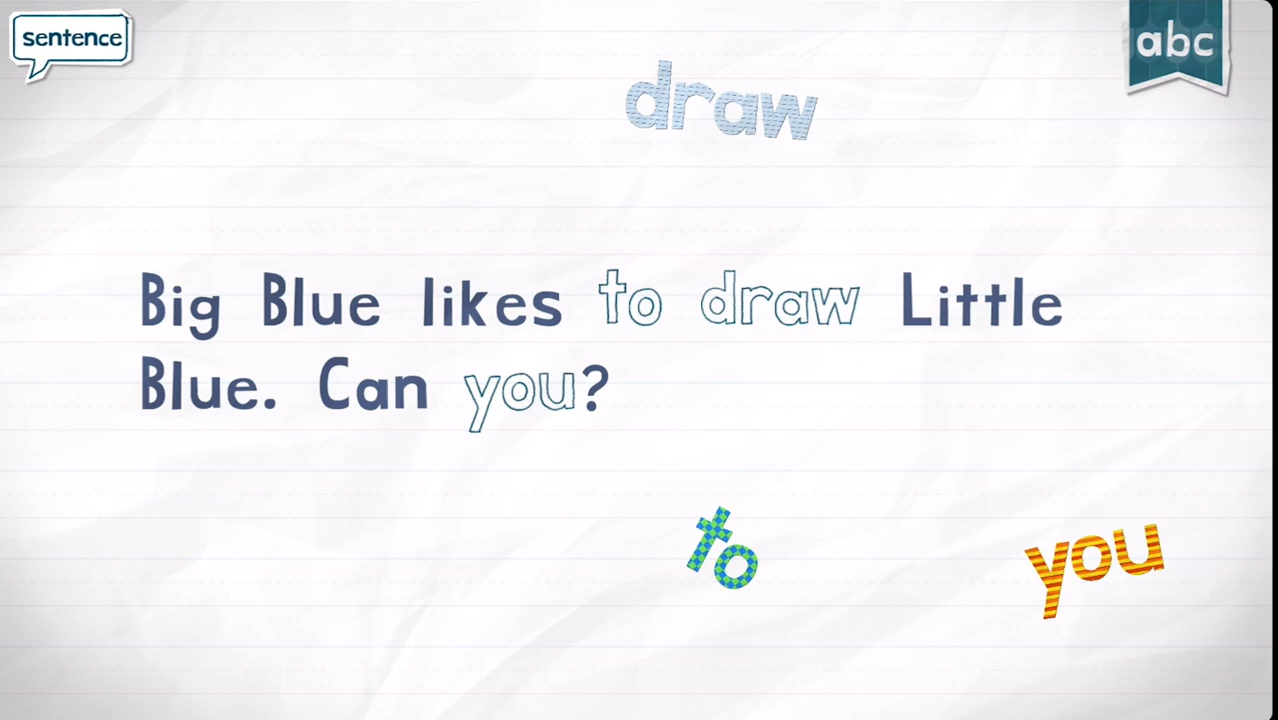 sentence
abc
draw
Big Blue likes to draw Little
Blue. Can you?
to
you